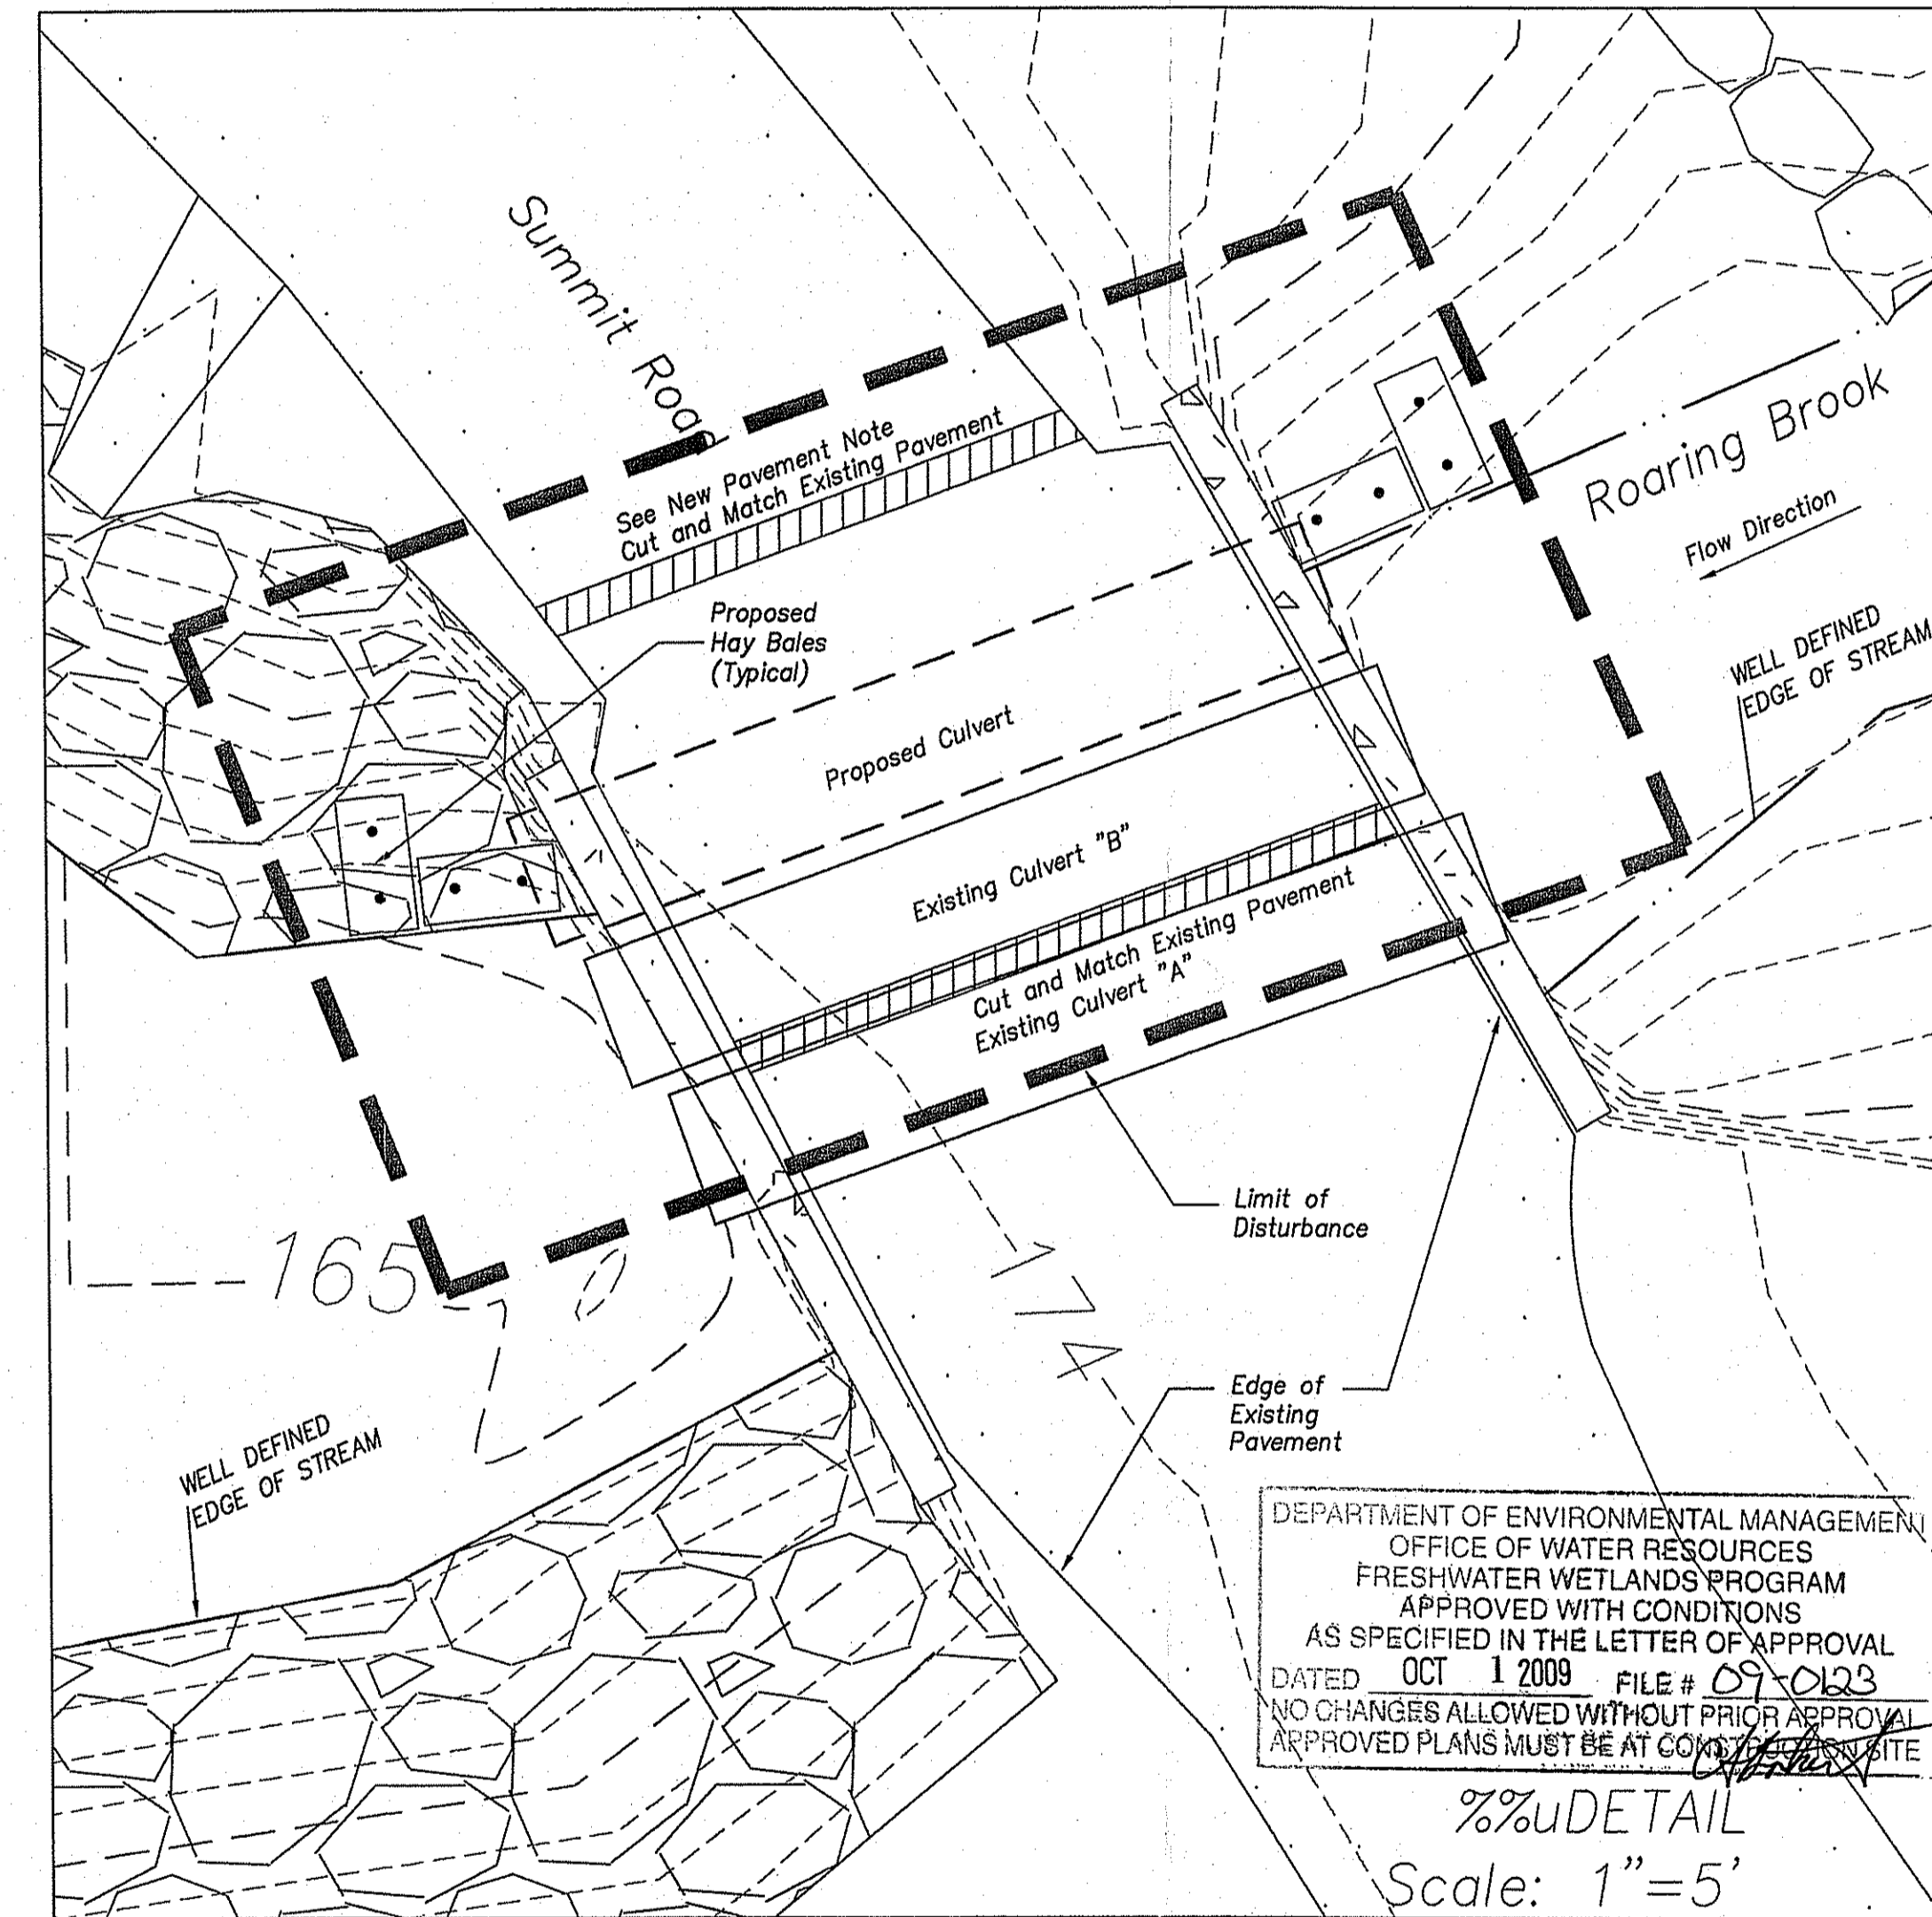 Summit Road
See New Pavement Note
Cut and Match Existing Pavement
Roaring Brook
Flow Direction
WELL DEFINED
EDGE OF STREAM
Proposed
Hay Bales
(Typical)
Proposed Culvert
Existing Culvert "B"
Cut and Match Existing Pavement
Existing Culvert "A"
Limit of
Disturbance
165
174
Edge of
Existing
Pavement
WELL DEFINED
EDGE OF STREAM
DEPARTMENT OF ENVIRONMENTAL MANAGEMENT
OFFICE OF WATER RESOURCES
FRESHWATER WETLANDS PROGRAM
APPROVED WITH CONDITIONS
AS SPECIFIED IN THE LETTER OF APPROVAL
DATED OCT 1 2009 FILE # 09-0123
NO CHANGES ALLOWED WITHOUT PRIOR APPROVAL
APPROVED PLANS MUST BE AT CONSTRUCTION SITE
%%uDETAIL
Scale: 1"=5'